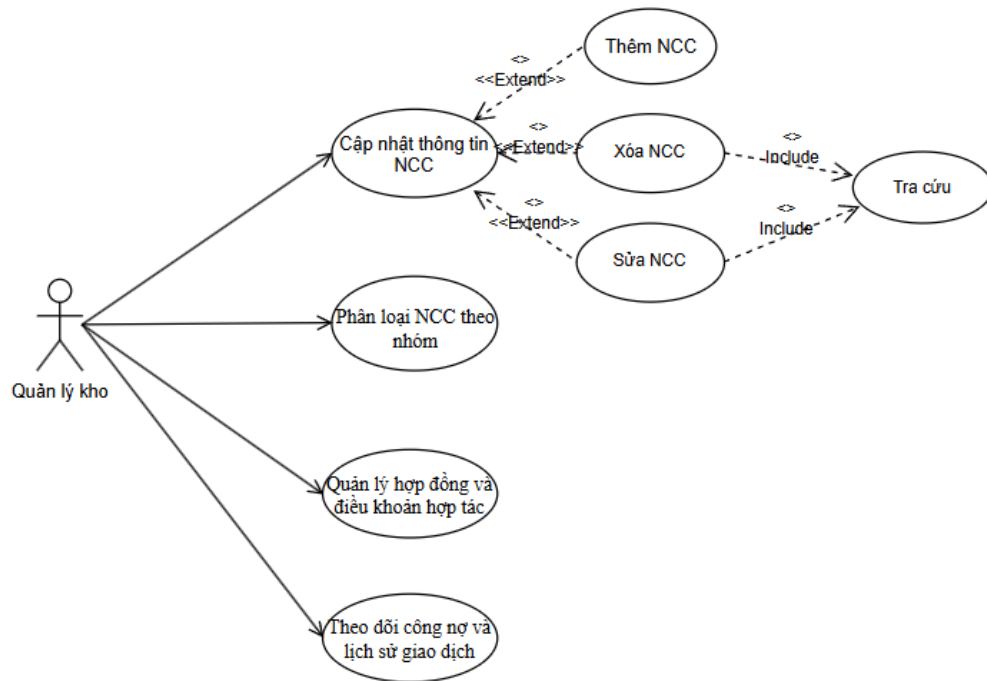 Thêm NCC
<>
<<Extend>>
Cập nhật thông tin
NCC
<>
<<Extend>>
Xóa NCC
<>
Include
Tra cứu
<>
<<Extend>>
Sửa NCC
<>
Include
Phân loại NCC theo
nhóm
Quản lý kho
Quản lý hợp đồng và
điều khoản hợp tác
Theo dõi công nợ và
lịch sử giao dịch